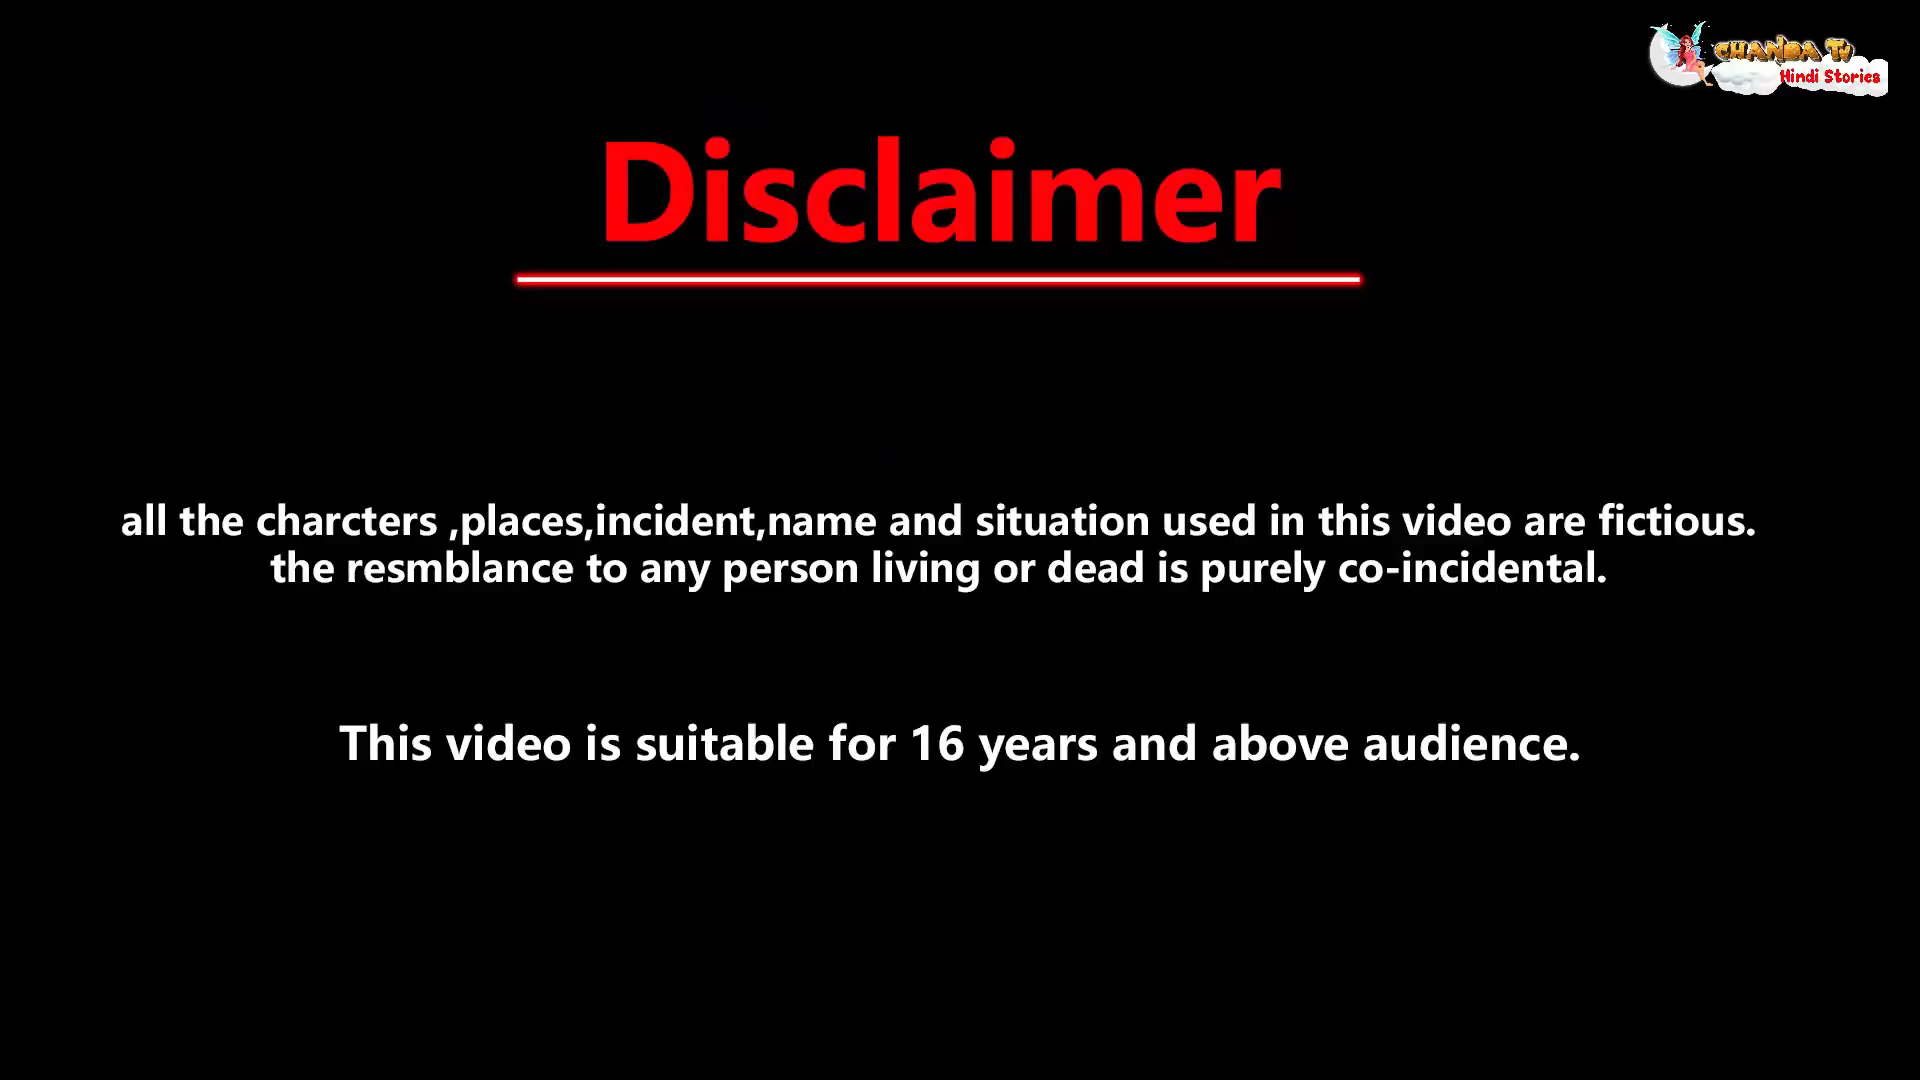 CHANDA TV
Hindi Stories
Disclaimer
all the charcters ,places,incident,name and situation used in this video are fictious.
the resmblance to any person living or dead is purely co-incidental.
This video is suitable for 16 years and above audience.